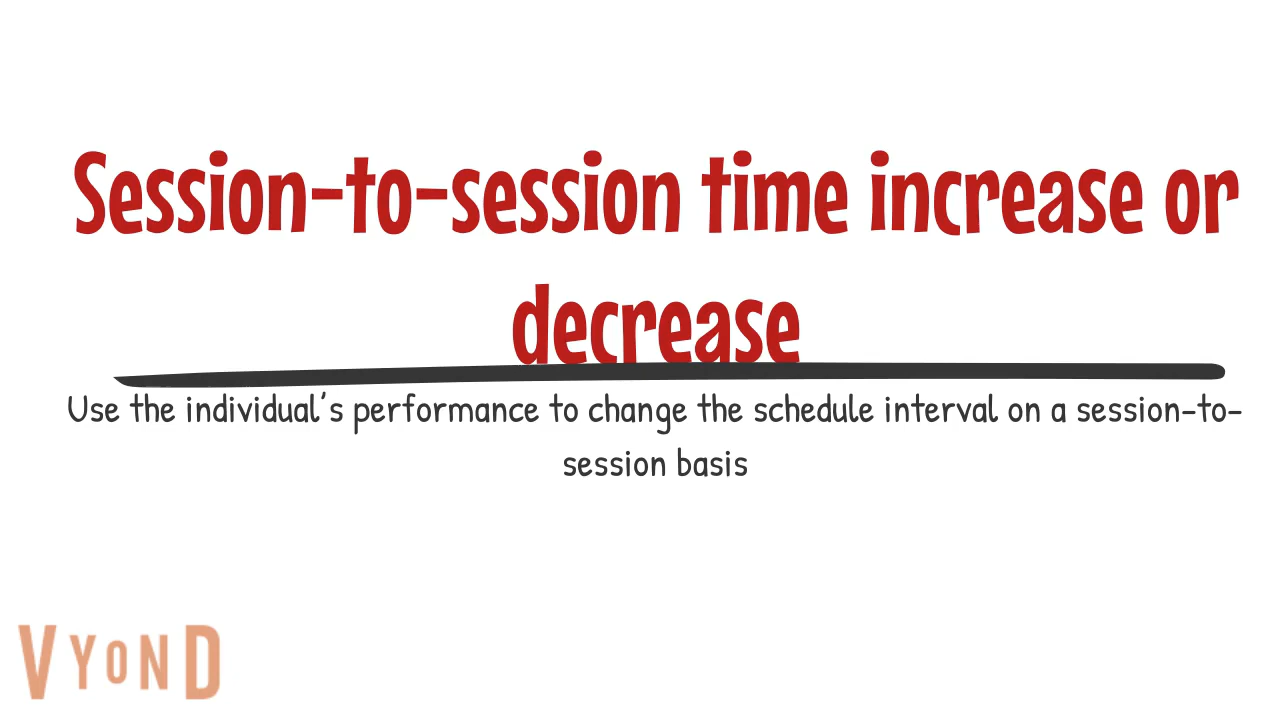 Session-to-session time increase or
decrease
Use the individual's performance to change the schedule interval on a session-to-
session basis
VYOND